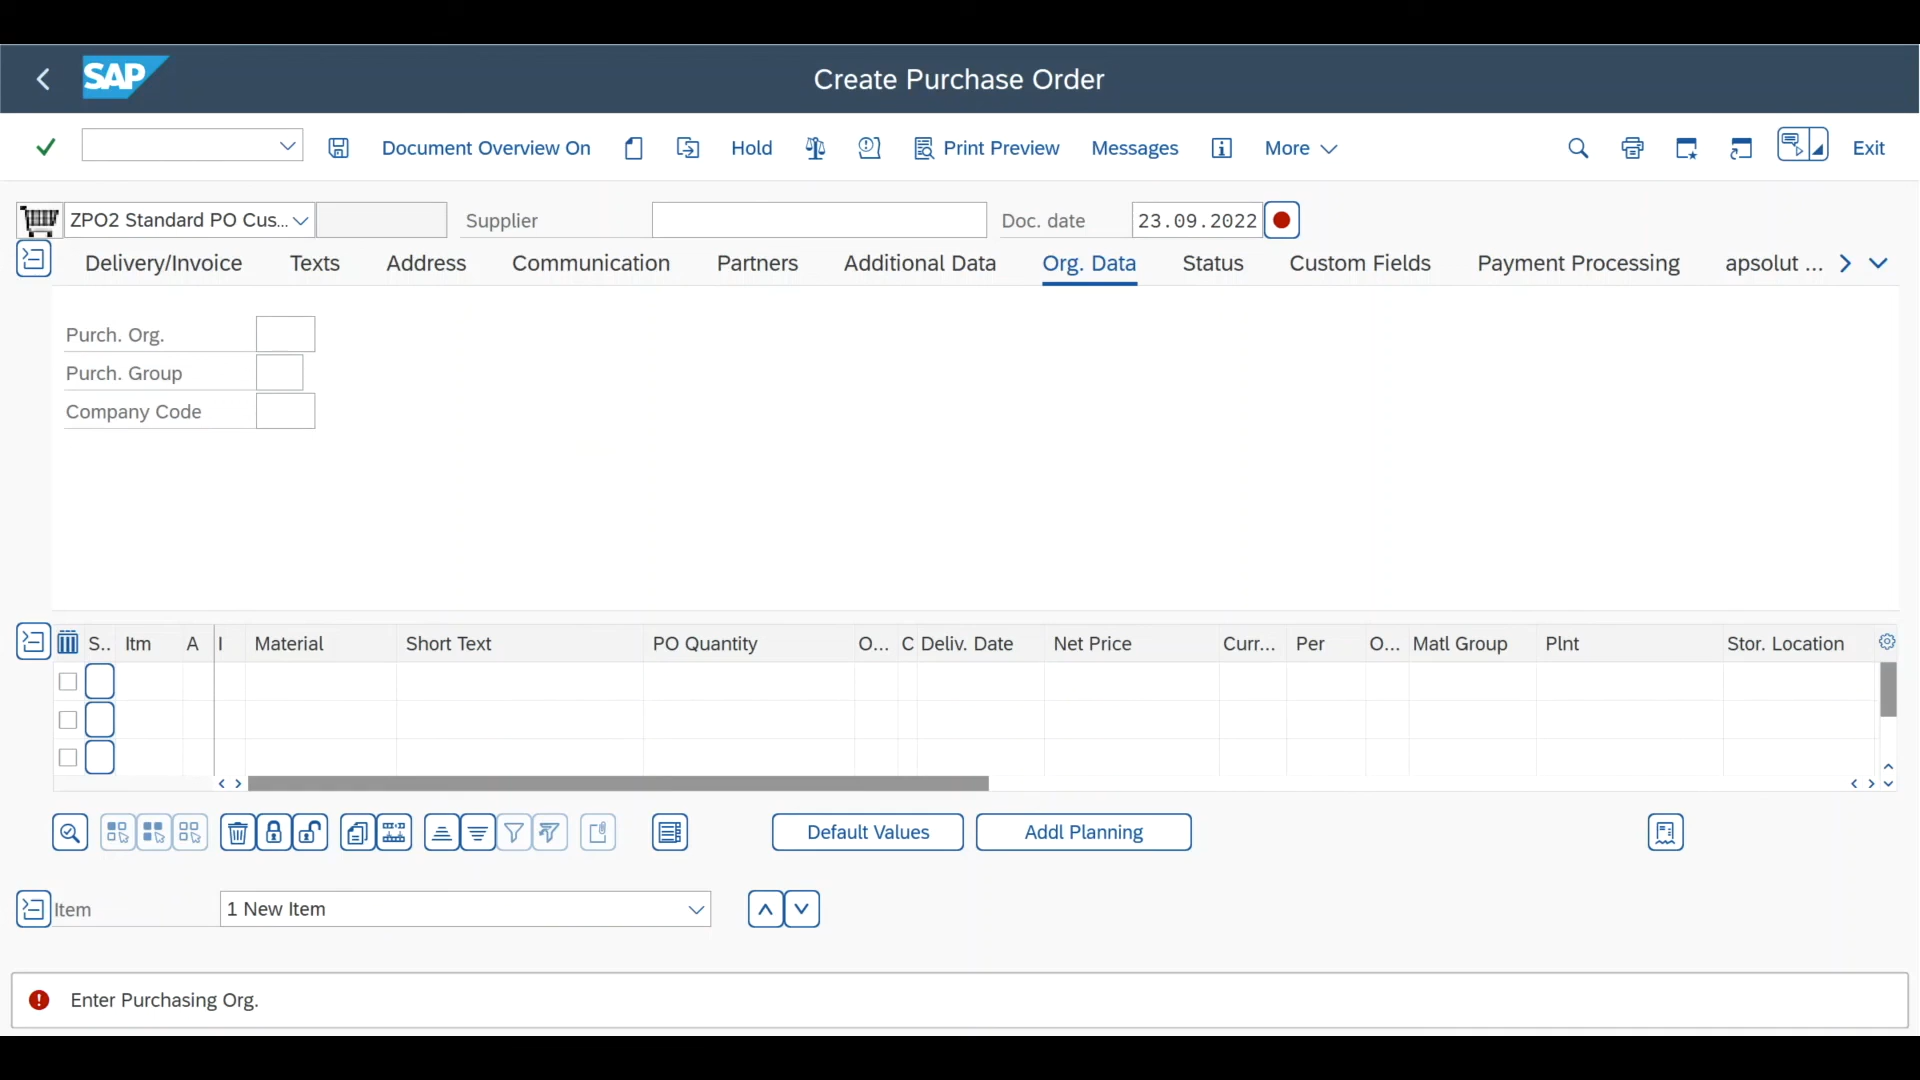 SAP
Create Purchase Order
Document Overview On Hold Print Preview Messages More Exit
ZPO2 Standard PO Cus... Supplier Doc. date 23.09.2022
Delivery/Invoice Texts Address Communication Partners Additional Data Org. Data Status Custom Fields Payment Processing apsolut ...
Purch. Org.
Purch. Group
Company Code
S.. Itm A I Material Short Text PO Quantity O... C Deliv. Date Net Price Curr... Per O... Matl Group Plnt Stor. Location
Default Values Addl Planning
Item 1 New Item
Enter Purchasing Org.